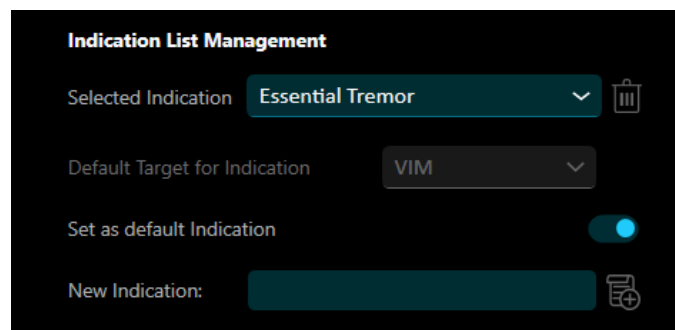 Indication List Management
Selected Indication Essential Tremor
Default Target for Indication VIM
Set as default Indication
New Indication: